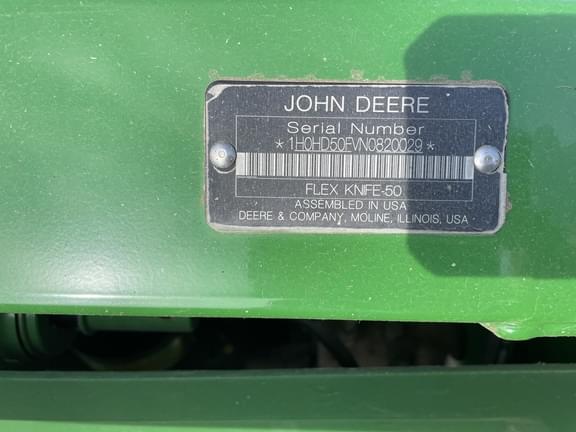 JOHN DEERE
Serial Number
*1H0HD50FVN0820029*
FLEX KNIFE-50
ASSEMBLED IN USA
DEERE & COMPANY, MOLINE, ILLINOIS, USA